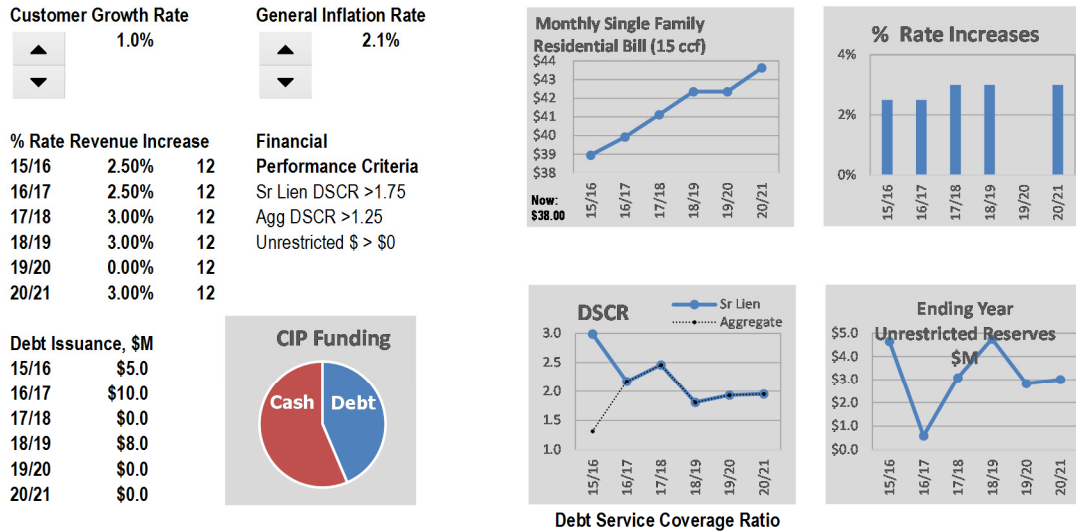 Customer Growth Rate
1.0%
General Inflation Rate
2.1%
% Rate Revenue Increase
15/16 2.50% 12
16/17 2.50% 12
17/18 3.00% 12
18/19 3.00% 12
19/20 0.00% 12
20/21 3.00% 12
Financial
Performance Criteria
Sr Lien DSCR >1.75
Agg DSCR >1.25
Unrestricted $ > $0
Debt Issuance, $M
15/16 $5.0
16/17 $10.0
17/18 $0.0
18/19 $8.0
19/20 $0.0
20/21 $0.0
CIP Funding
Cash
Debt
Monthly Single Family
Residential Bill (15 ccf)
$44
$43
$42
$41
$40
$39
$38
Now:
$38.00
15/16
16/17
17/18
18/19
19/20
20/21
% Rate Increases
4%
2%
0%
15/16
16/17
17/18
18/19
19/20
20/21
DSCR
Sr Lien
Aggregate
3.0
2.5
2.0
1.5
1.0
15/16
16/17
17/18
18/19
19/20
20/21
Debt Service Coverage Ratio
Ending Year
Unrestricted Reserves
$M
$5.0
$4.0
$3.0
$2.0
$1.0
$0.0
15/16
16/17
17/18
18/19
19/20
20/21